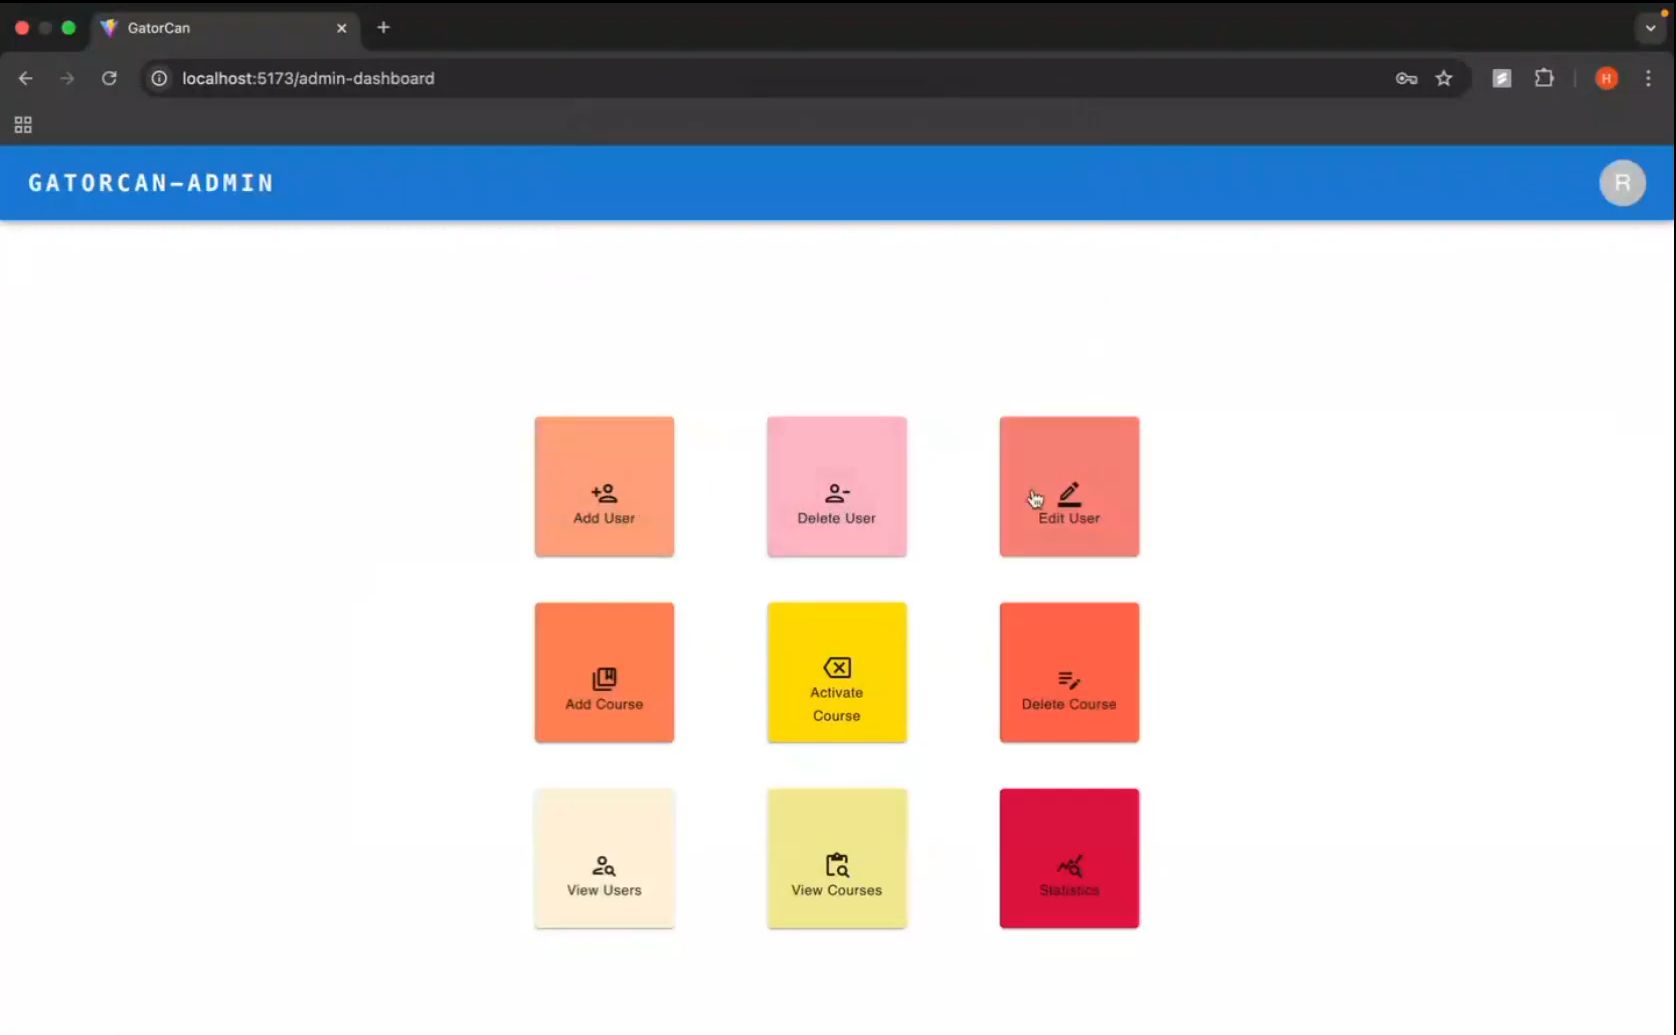 GatorCan
localhost:5173/admin-dashboard
H
GATORCAN-ADMIN
R
Add User
Delete User
Edit User
Add Course
Activate
Course
Delete Course
View Users
View Courses
Statistics